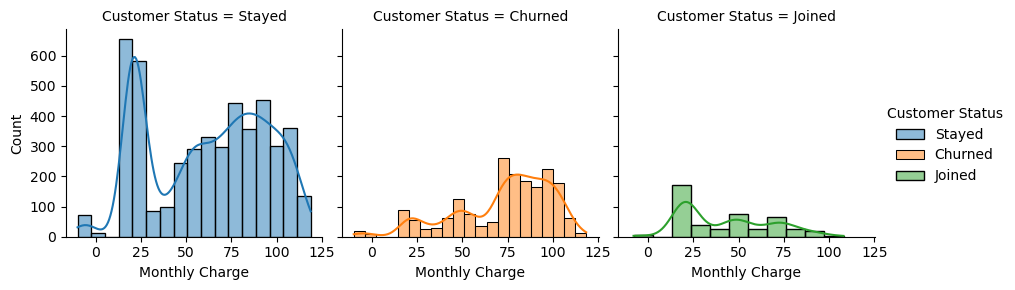 Customer Status = Stayed
Customer Status = Churned
Customer Status = Joined
Count
600
500
400
300
200
100
0
0
25
50
75
100
125
0
25
50
75
100
125
0
25
50
75
100
125
Monthly Charge
Monthly Charge
Monthly Charge
Customer Status
Stayed
Churned
Joined